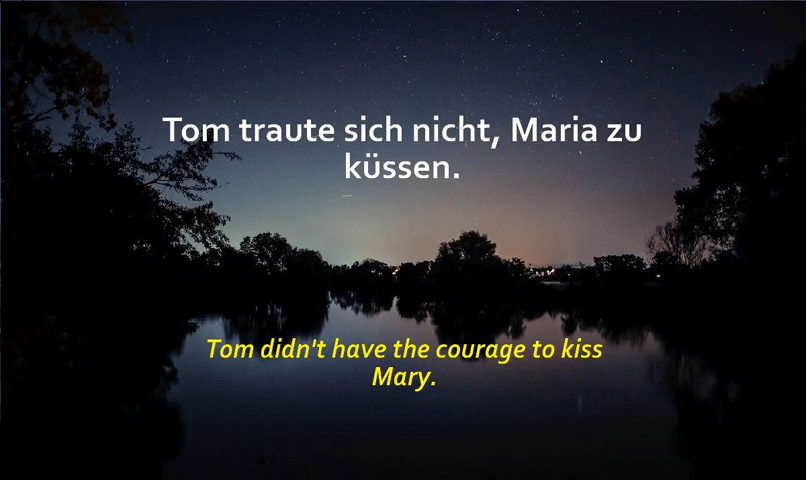 Tom traute sich nicht, Maria zu
küssen.
Tom didn't have the courage to kiss
Mary.